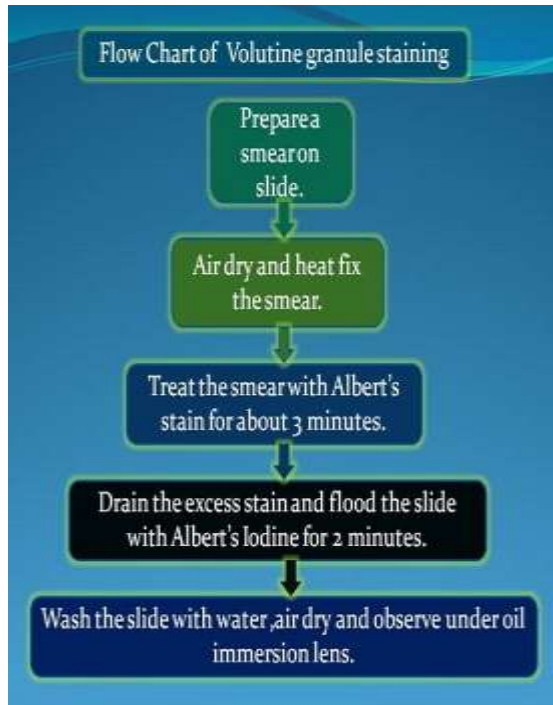 Flow Chart of Volutine granule staining
Prepare a
smear on
slide.
Air dry and heat fix
the smear.
Treat the smear with Albert's
stain for about 3 minutes.
Drain the excess stain and flood the slide
with Albert's Iodine for 2 minutes.
Wash the slide with water ,air dry and observe under oil
immersion lens.